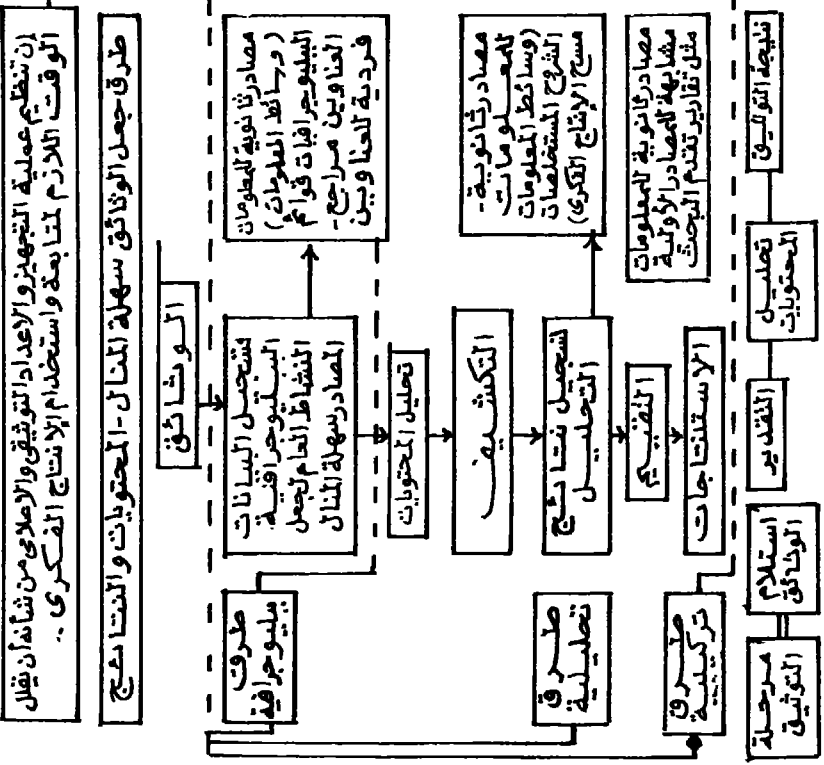 إن تنظيم عملية التجهيز والإعداد التوثيقي والإعلامي من شأنه أن يقلل
الوقت اللازم لمتابعة واستخدام الإنتاج الفكري ..
طرق جعل الوثائق سهلة المنال - المحتويات والنتائج
الوثائق
مصادر ثانوية للمعلومات
(وسائط المعلومات)
الببليوجرافيات قوائم
العناوين مراجع -
فردية للعناوين
تسجيل البيانات
الببليوجرافية.
النشاط العام لجعل
المصادر سهلة المنال
طرق
ببليوجرافية
تحليل المحتويات
التكشيف
مصادر ثانوية -
للمعلومات
(وسائط المعلومات
الشروح المستخلصات
مسح الإنتاج الفكري)
تسجيل نتائج
التحليل
طرق
تحليلية
التقييم
مصادر ثانوية للمعلومات
مشابهة للمصادر الأولية
مثل تقارير تقدم البحث
الاستنتاجات
طرق
تركيبية
نتيجة التوثيق
تحليل
المحتويات
التقدير
استلام
الوثائق
مرحلة
التوثيق